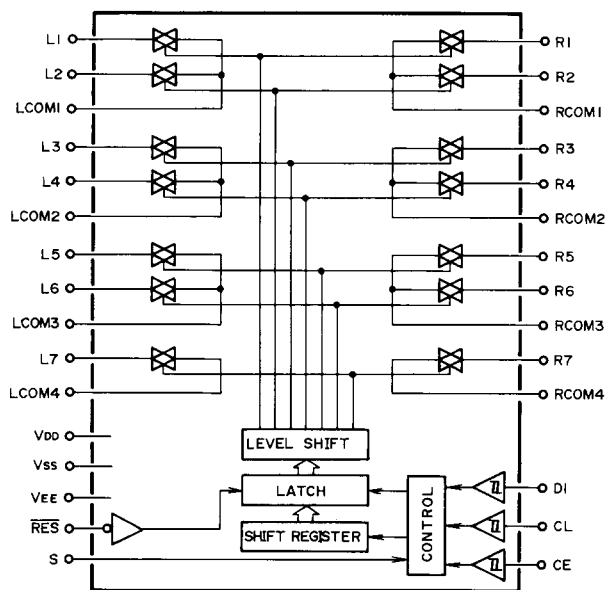 L1 R1
L2 R2
LCOM1 RCOM1
L3 R3
L4 R4
LCOM2 RCOM2
L5 R5
L6 R6
LCOM3 RCOM3
L7 R7
LCOM4 RCOM4
VDD
LEVEL SHIFT
VSS
LATCH
DI
VEE
CONTROL
RES
SHIFT REGISTER
CL
S
CE